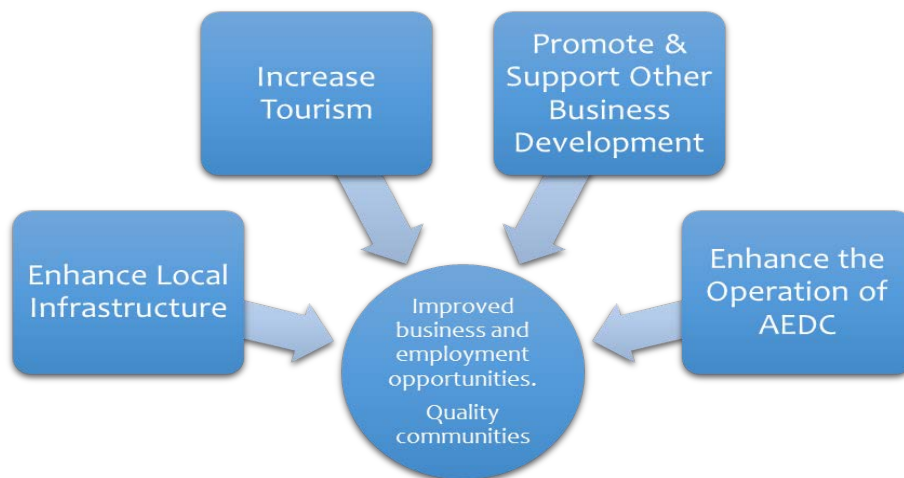 Increase
Tourism
Promote &
Support Other
Business
Development
Enhance Local
Infrastructure
Enhance the
Operation of
AEDC
Improved
business and
employment
opportunities.
Quality
communities